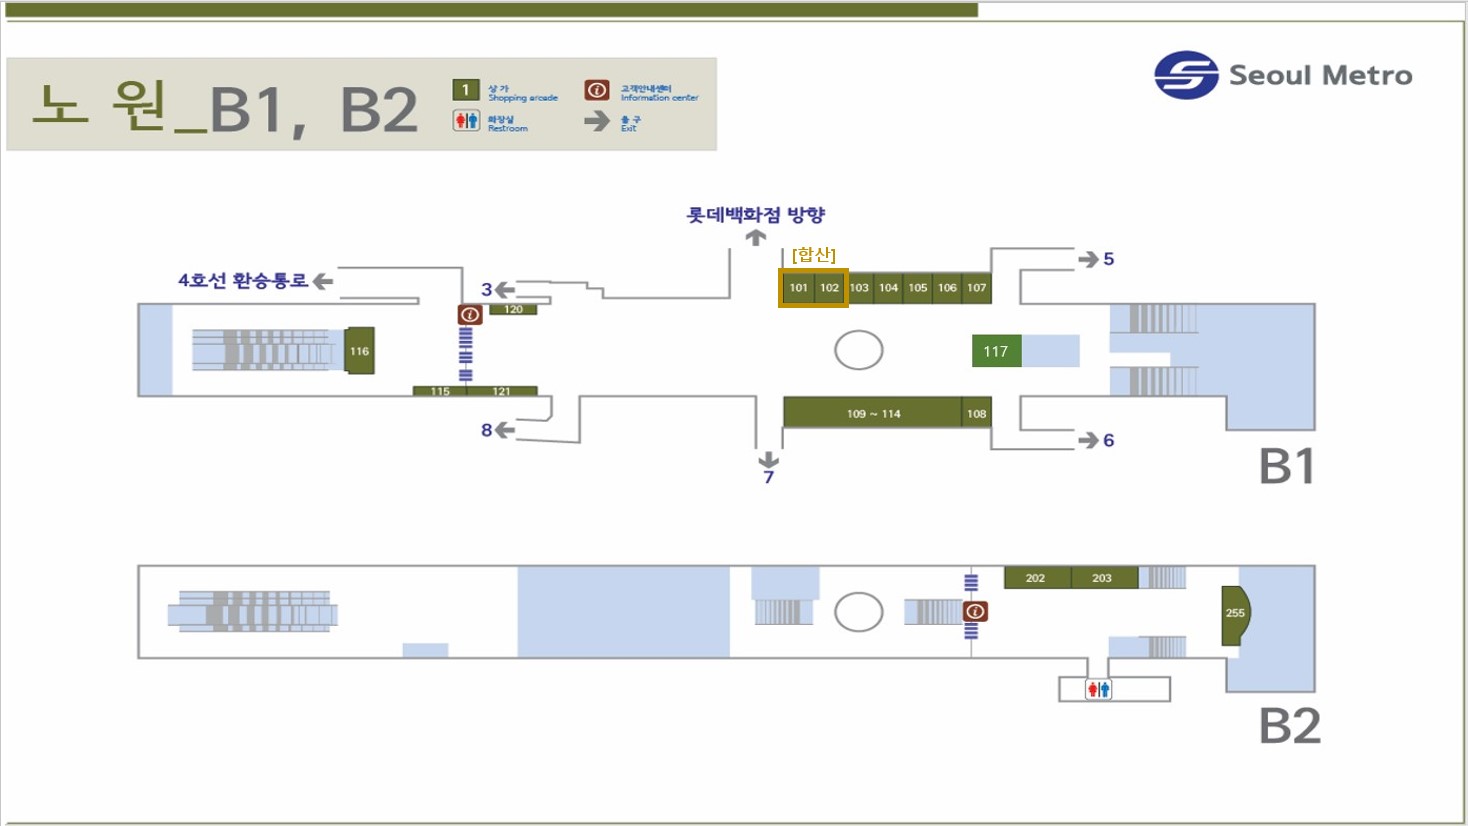 노 원_B1, B2
1 상 가
Shopping arcade
고객안내센터
Information center
화장실
Restroom
출 구
Exit
Seoul Metro
롯데백화점 방향
[합산]
5
4호선 환승통로
3
101 102 103 104 105 106 107
120
116
117
115 121
109 ~ 114 108
8
6
7
B1
202 203
255
B2